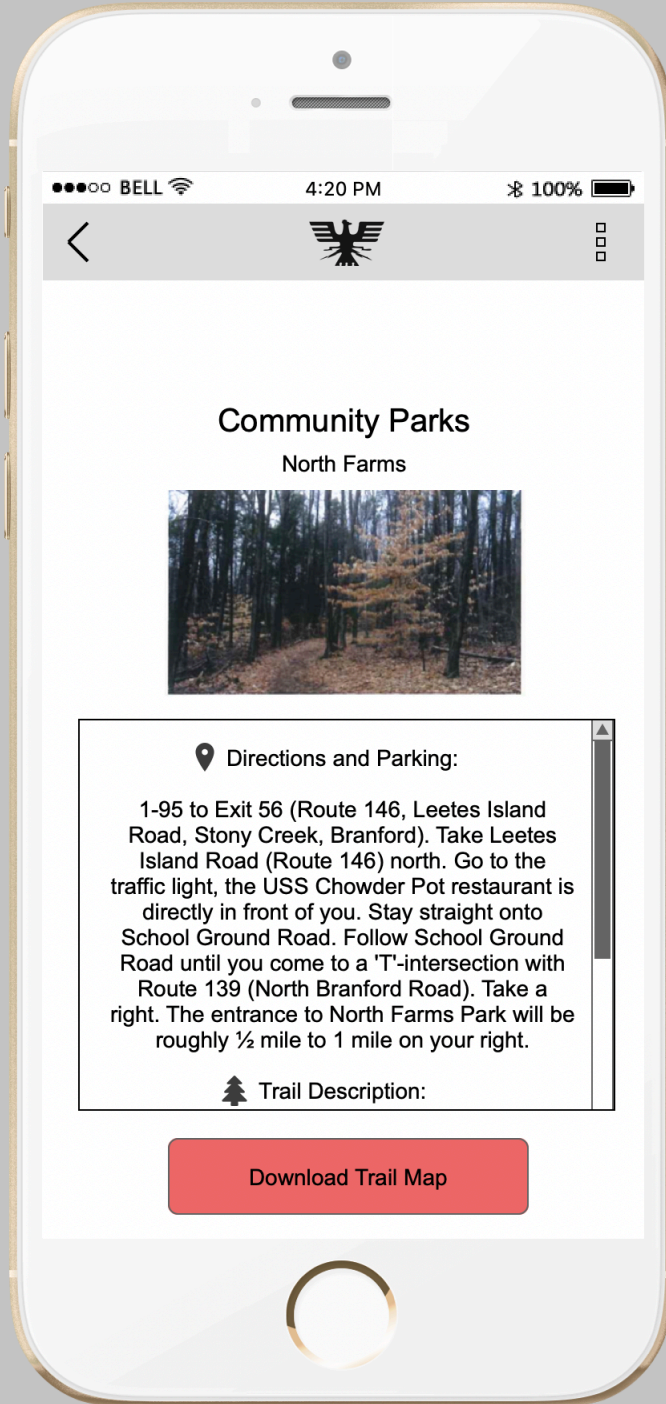 BELL
4:20 PM
100%
Community Parks
North Farms
Directions and Parking:
1-95 to Exit 56 (Route 146, Leetes Island
Road, Stony Creek, Branford). Take Leetes
Island Road (Route 146) north. Go to the
traffic light, the USS Chowder Pot restaurant is
directly in front of you. Stay straight onto
School Ground Road. Follow School Ground
Road until you come to a 'T'-intersection with
Route 139 (North Branford Road). Take a
right. The entrance to North Farms Park will be
roughly ½ mile to 1 mile on your right.
Trail Description:
Download Trail Map